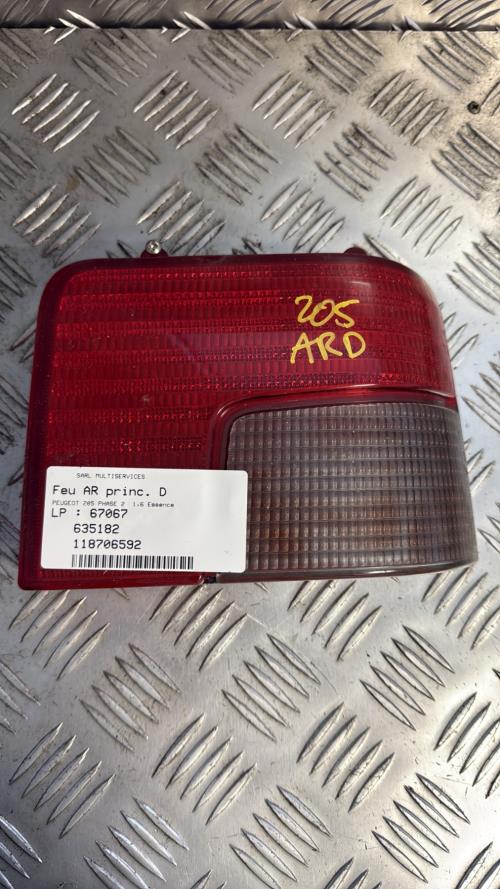 205
ARD
SARL MULTISERVICES
Feu AR princ. D
PEUGEOT 205 PHASE 2 1.6 Essence
LP : 67067
635182
118706592